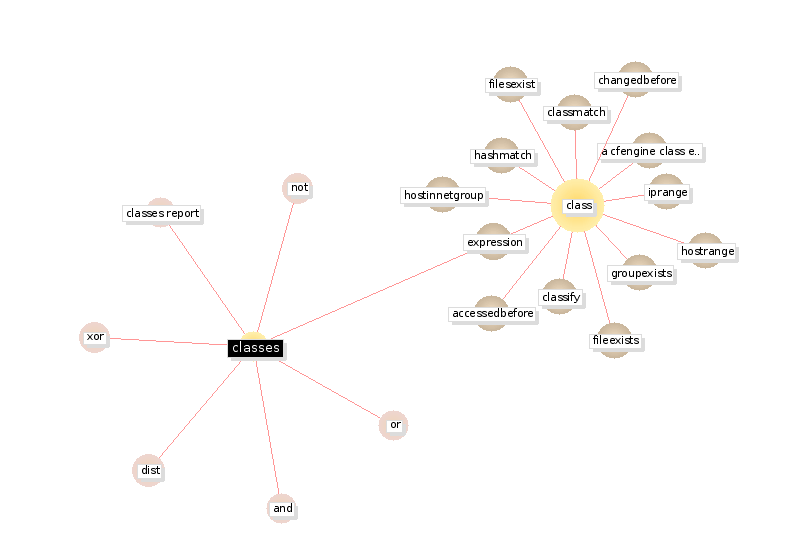 changedbefore
filesexist
classmatch
a cfengine class e..
hashmatch
not
iprange
hostinnetgroup
class
classes report
expression
hostrange
groupexists
classify
accessedbefore
xor
fileexists
classes
or
dist
and